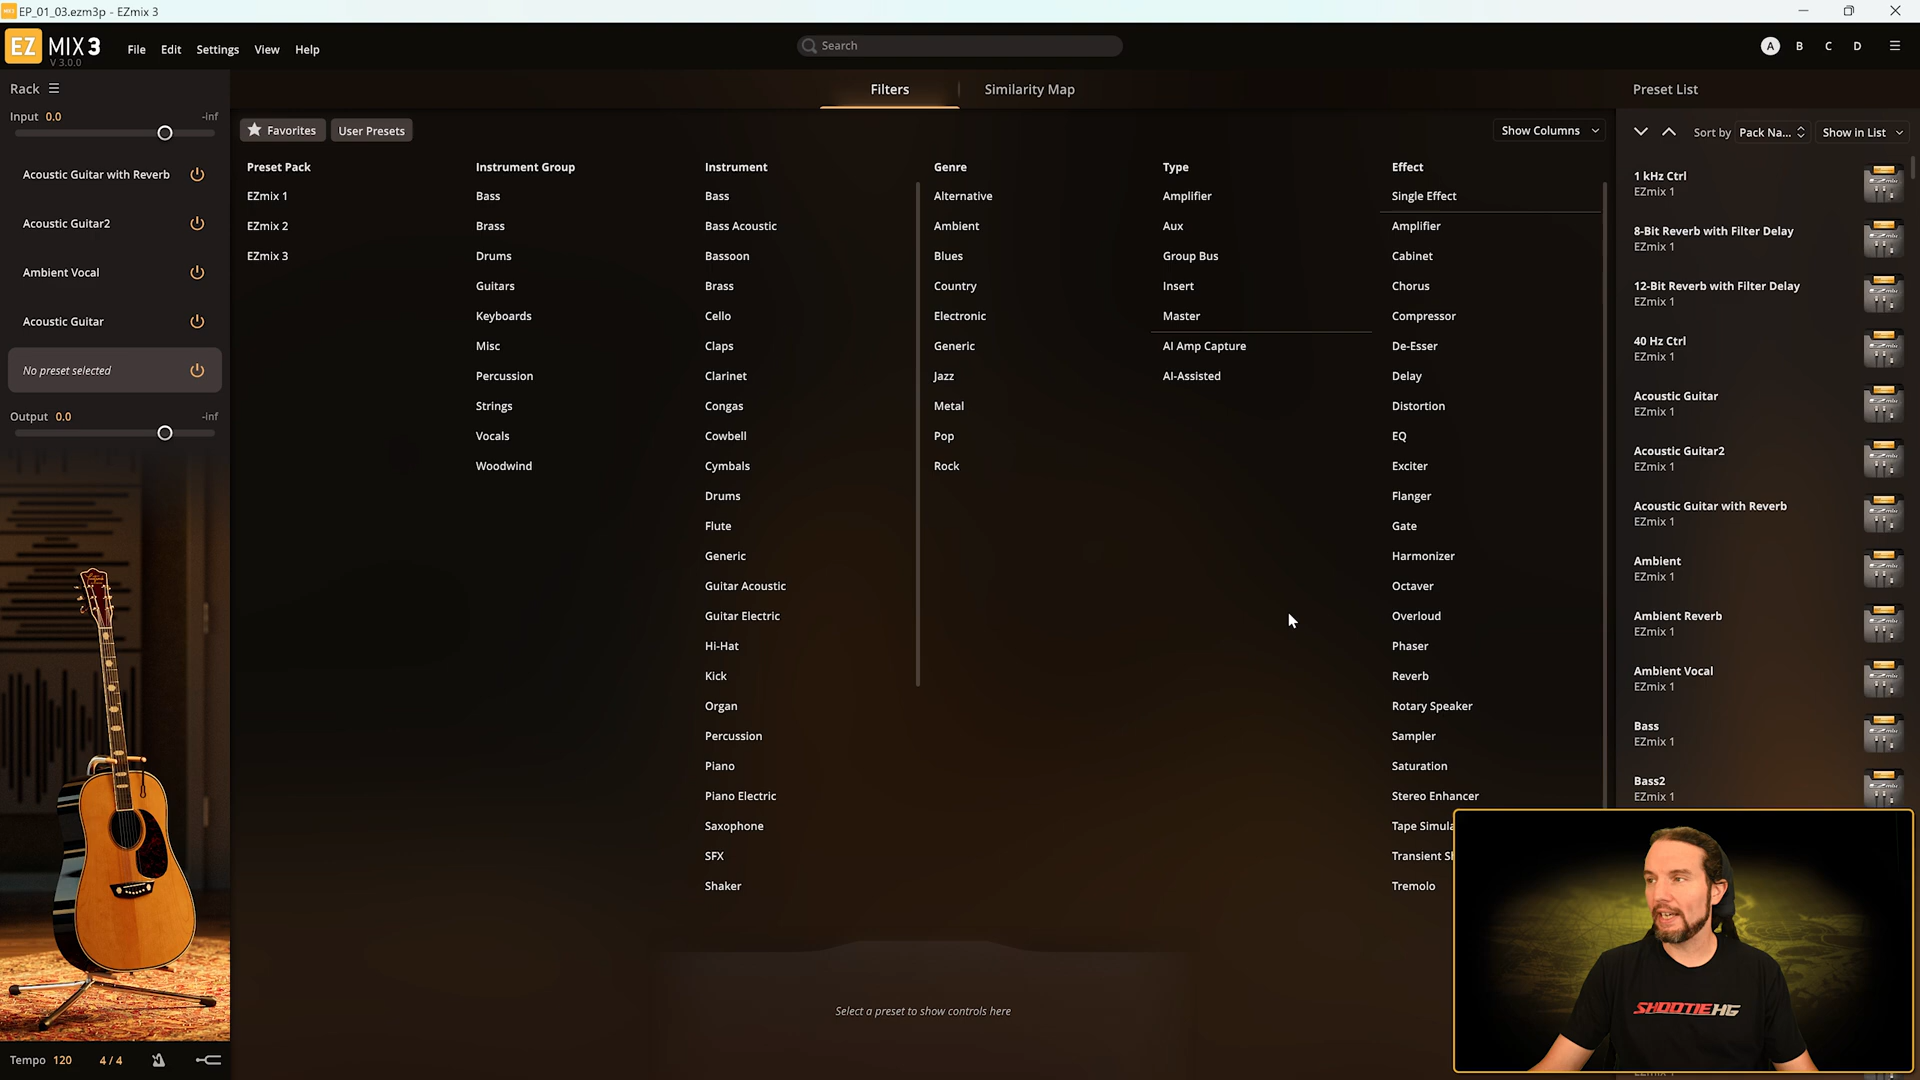 EP_01_03.ezm3p - EZmix 3
EZ MIX 3
V 3.0.0
File Edit Settings View Help
Search
A B C D
Rack
Input 0.0 -Inf
Acoustic Guitar with Reverb
Acoustic Guitar2
Ambient Vocal
Acoustic Guitar
No preset selected
Output 0.0 -Inf
Tempo 120 4 / 4
Filters
Similarity Map
Favorites
User Presets
Show Columns
Preset Pack
EZmix 1
EZmix 2
EZmix 3
Instrument Group
Bass
Brass
Drums
Guitars
Keyboards
Misc
Percussion
Strings
Vocals
Woodwind
Instrument
Bass
Bass Acoustic
Bassoon
Brass
Cello
Claps
Clarinet
Congas
Cowbell
Cymbals
Drums
Flute
Generic
Guitar Acoustic
Guitar Electric
Hi-Hat
Kick
Organ
Percussion
Piano
Piano Electric
Saxophone
SFX
Shaker
Genre
Alternative
Ambient
Blues
Country
Electronic
Generic
Jazz
Metal
Pop
Rock
Type
Amplifier
Aux
Group Bus
Insert
Master
AI Amp Capture
AI-Assisted
Effect
Single Effect
Amplifier
Cabinet
Chorus
Compressor
De-Esser
Delay
Distortion
EQ
Exciter
Flanger
Gate
Harmonizer
Octaver
Overloud
Phaser
Reverb
Rotary Speaker
Sampler
Saturation
Stereo Enhancer
Tape Simula
Transient S
Tremolo
Select a preset to show controls here
Preset List
Sort by Pack Na...
Show in List
1 kHz Ctrl
EZmix 1
8-Bit Reverb with Filter Delay
EZmix 1
12-Bit Reverb with Filter Delay
EZmix 1
40 Hz Ctrl
EZmix 1
Acoustic Guitar
EZmix 1
Acoustic Guitar2
EZmix 1
Acoustic Guitar with Reverb
EZmix 1
Ambient
EZmix 1
Ambient Reverb
EZmix 1
Ambient Vocal
EZmix 1
Bass
EZmix 1
Bass2
EZmix 1
SHOOTIEHG